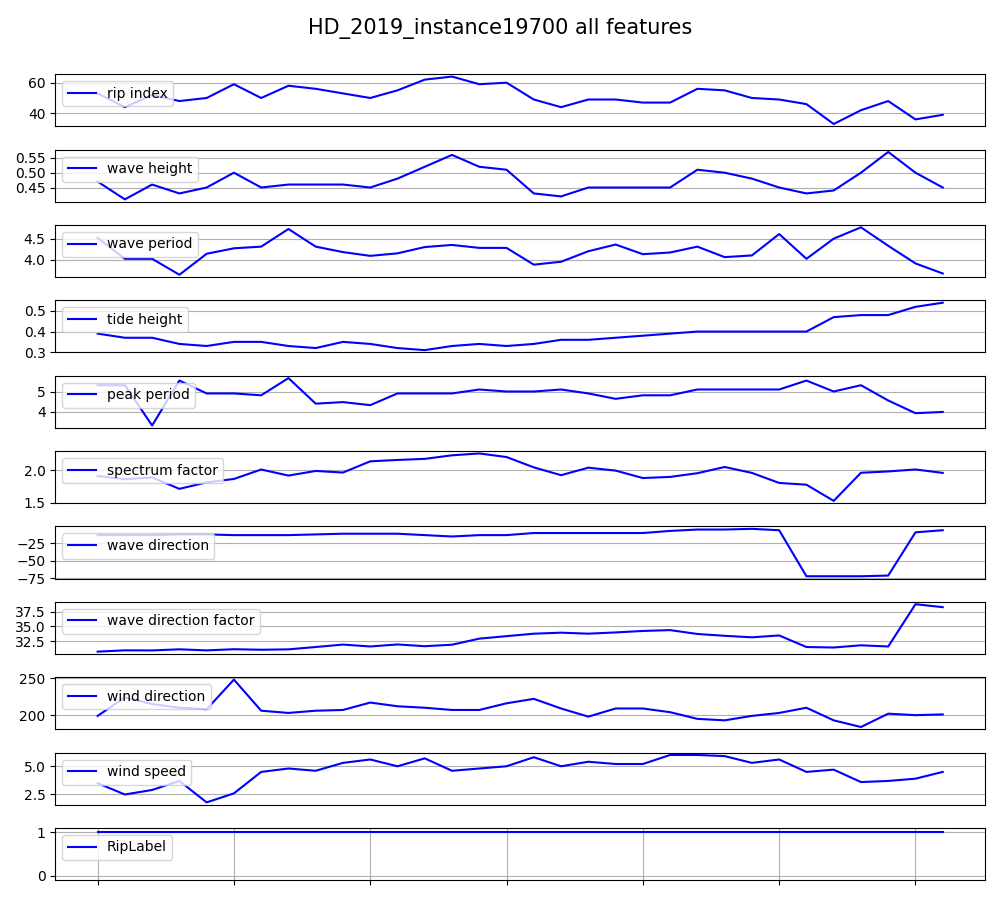 HD_2019_instance19700 all features
60
40
rip index
0.55
0.50
0.45
wave height
4.5
4.0
wave period
0.5
0.4
0.3
tide height
5
4
peak period
2.0
1.5
spectrum factor
−25
−50
−75
wave direction
37.5
35.0
32.5
wave direction factor
250
200
wind direction
5.0
2.5
wind speed
1
0
RipLabel